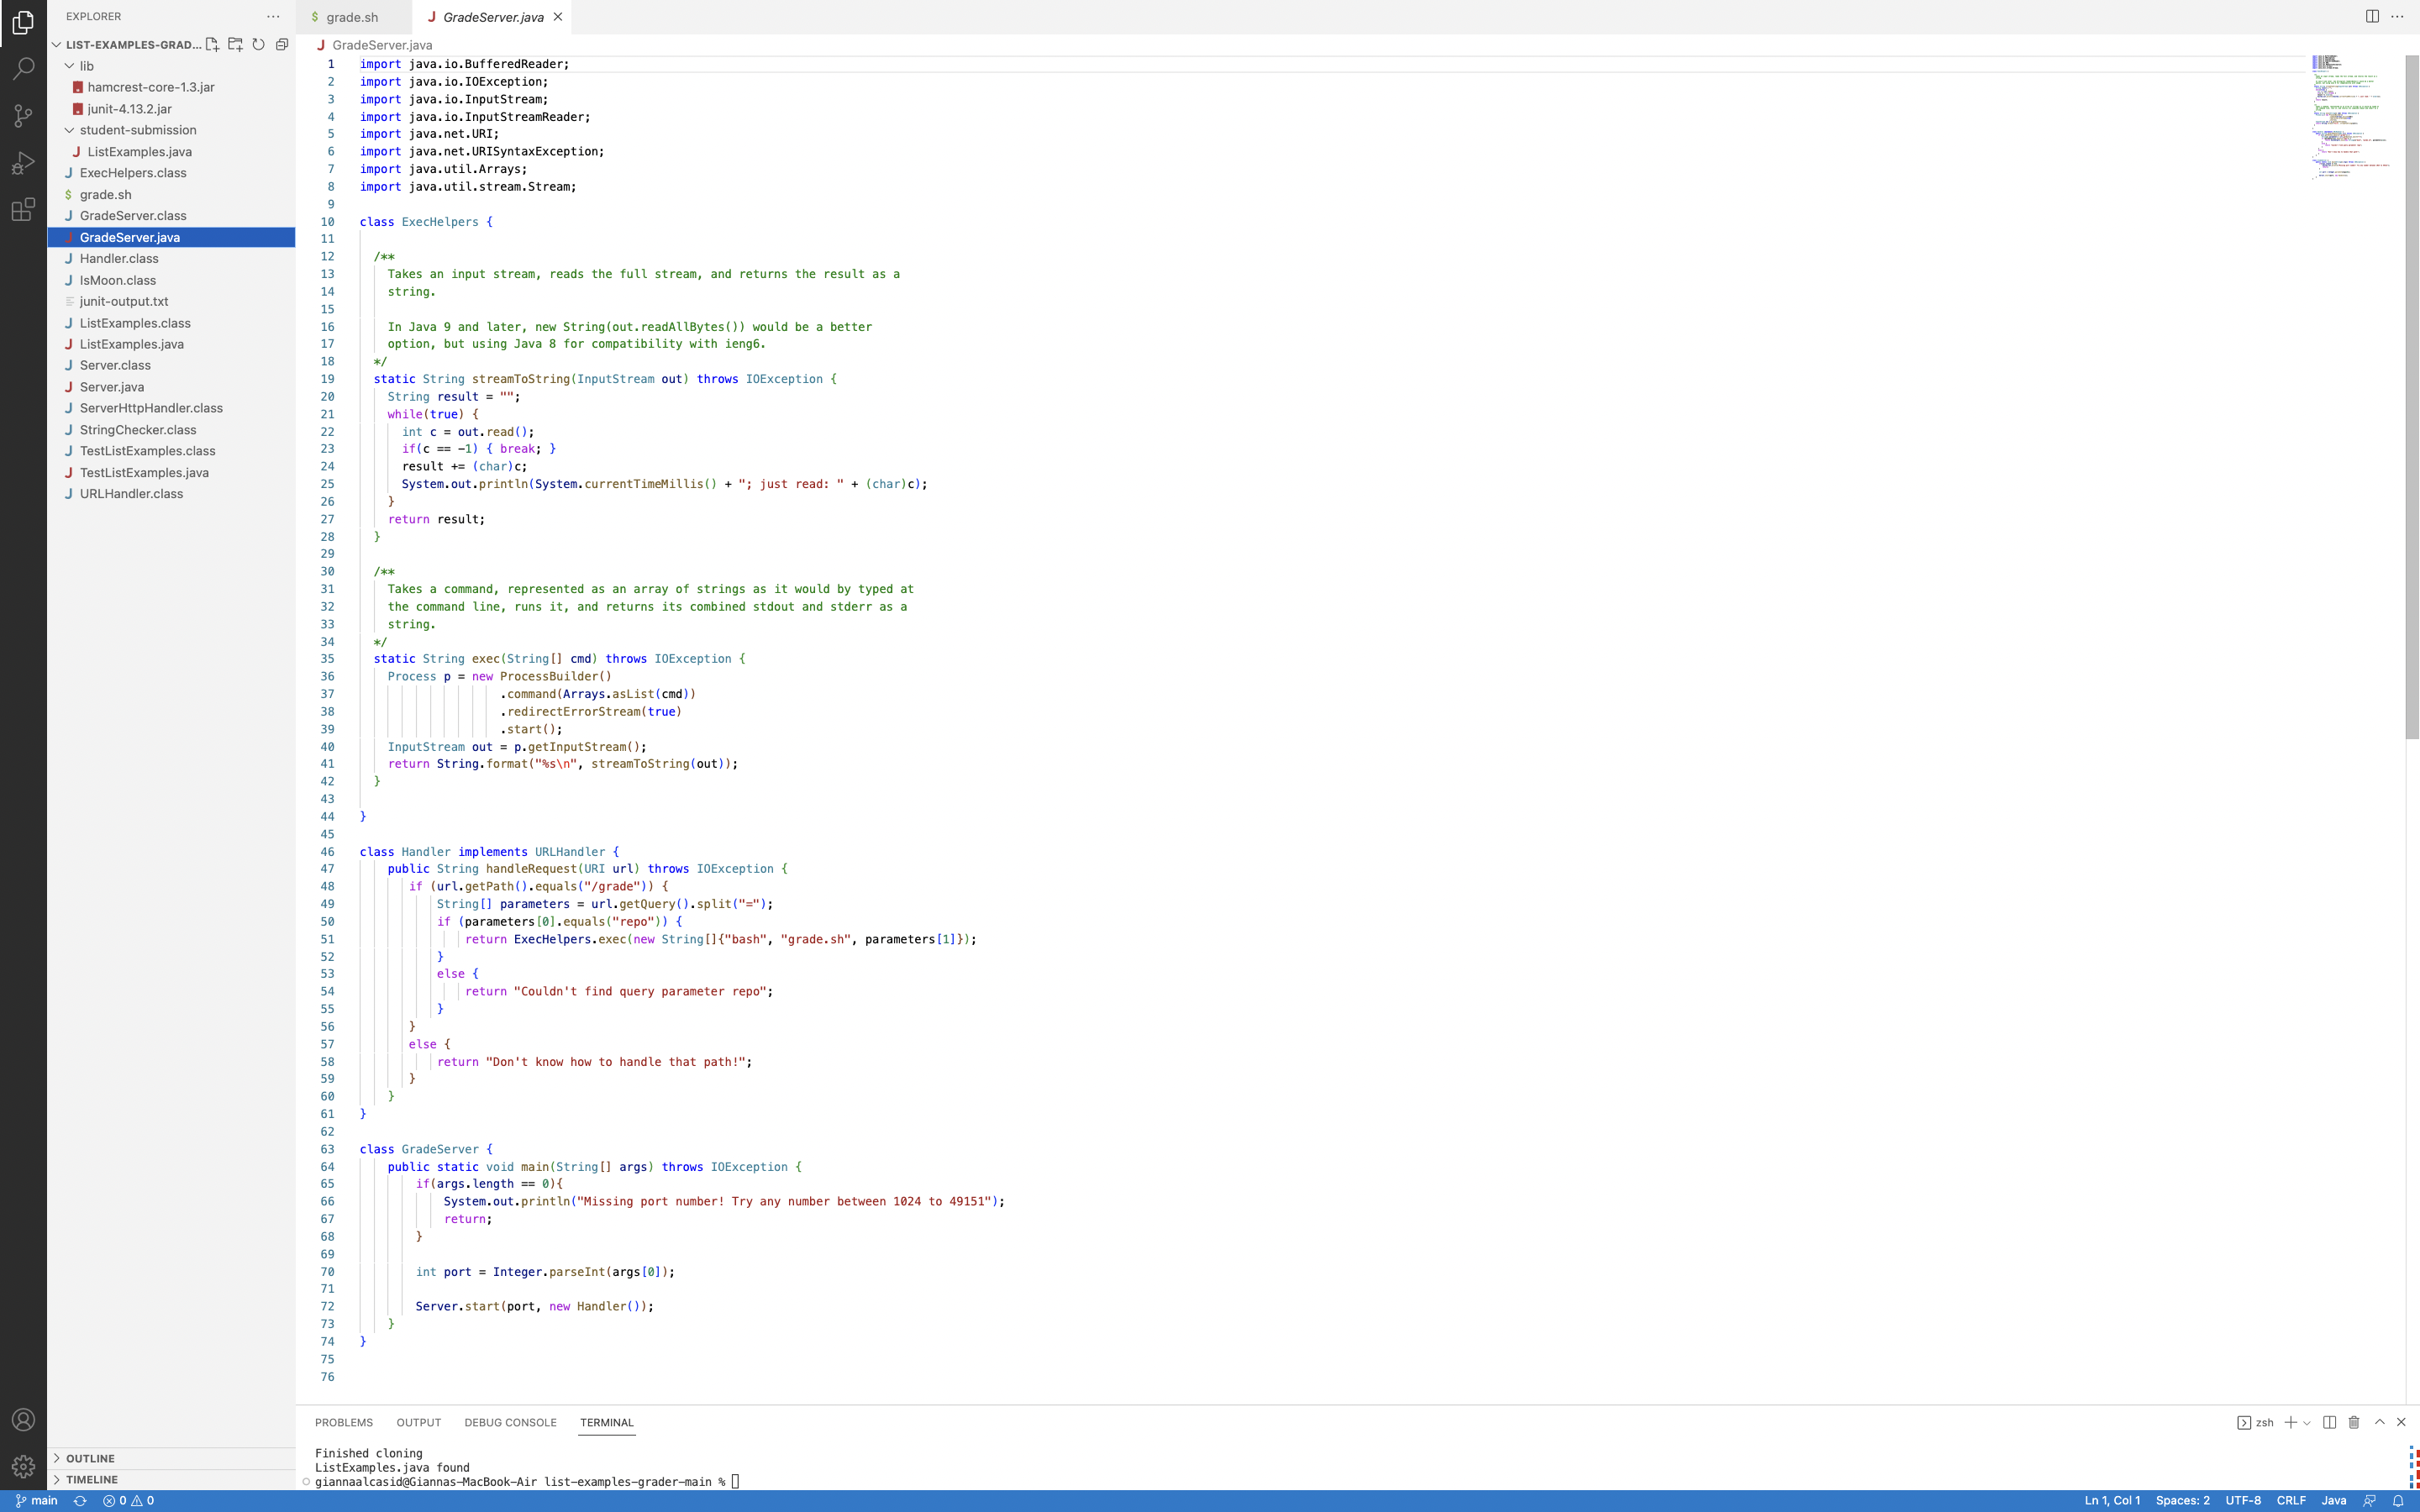 EXPLORER
LIST-EXAMPLES-GRAD...
lib
hamcrest-core-1.3.jar
junit-4.13.2.jar
student-submission
ListExamples.java
ExecHelpers.class
grade.sh
GradeServer.class
GradeServer.java
Handler.class
IsMoon.class
junit-output.txt
ListExamples.class
ListExamples.java
Server.class
Server.java
ServerHttpHandler.class
StringChecker.class
TestListExamples.class
TestListExamples.java
URLHandler.class
OUTLINE
TIMELINE
grade.sh
GradeServer.java
GradeServer.java
1 import java.io.BufferedReader;
2 import java.io.IOException;
3 import java.io.InputStream;
4 import java.io.InputStreamReader;
5 import java.net.URI;
6 import java.net.URISyntaxException;
7 import java.util.Arrays;
8 import java.util.stream.Stream;
9
10 class ExecHelpers {
11
12 /**
13 Takes an input stream, reads the full stream, and returns the result as a
14 string.
15
16 In Java 9 and later, new String(out.readAllBytes()) would be a better
17 option, but using Java 8 for compatibility with ieng6.
18 */
19 static String streamToString(InputStream out) throws IOException {
20 String result = "";
21 while(true) {
22 int c = out.read();
23 if(c == -1) { break; }
24 result += (char)c;
25 System.out.println(System.currentTimeMillis() + "; just read: " + (char)c);
26 }
27 return result;
28 }
29
30 /**
31 Takes a command, represented as an array of strings as it would by typed at
32 the command line, runs it, and returns its combined stdout and stderr as a
33 string.
34 */
35 static String exec(String[] cmd) throws IOException {
36 Process p = new ProcessBuilder()
37 .command(Arrays.asList(cmd))
38 .redirectErrorStream(true)
39 .start();
40 InputStream out = p.getInputStream();
41 return String.format("%s\n", streamToString(out));
42 }
43
44 }
45
46 class Handler implements URLHandler {
47 public String handleRequest(URI url) throws IOException {
48 if (url.getPath().equals("/grade")) {
49 String[] parameters = url.getQuery().split("=");
50 if (parameters[0].equals("repo")) {
51 return ExecHelpers.exec(new String[]{"bash", "grade.sh", parameters[1]});
52 }
53 else {
54 return "Couldn't find query parameter repo";
55 }
56 }
57 else {
58 return "Don't know how to handle that path!";
59 }
60 }
61 }
62
63 class GradeServer {
64 public static void main(String[] args) throws IOException {
65 if(args.length == 0){
66 System.out.println("Missing port number! Try any number between 1024 to 49151");
67 return;
68 }
69
70 int port = Integer.parseInt(args[0]);
71
72 Server.start(port, new Handler());
73 }
74 }
75
76
PROBLEMS OUTPUT DEBUG CONSOLE TERMINAL
zsh
Finished cloning
ListExamples.java found
giannaalcasid@Giannas-MacBook-Air list-examples-grader-main %
main 0 0
Ln 1, Col 1 Spaces: 2 UTF-8 CRLF Java